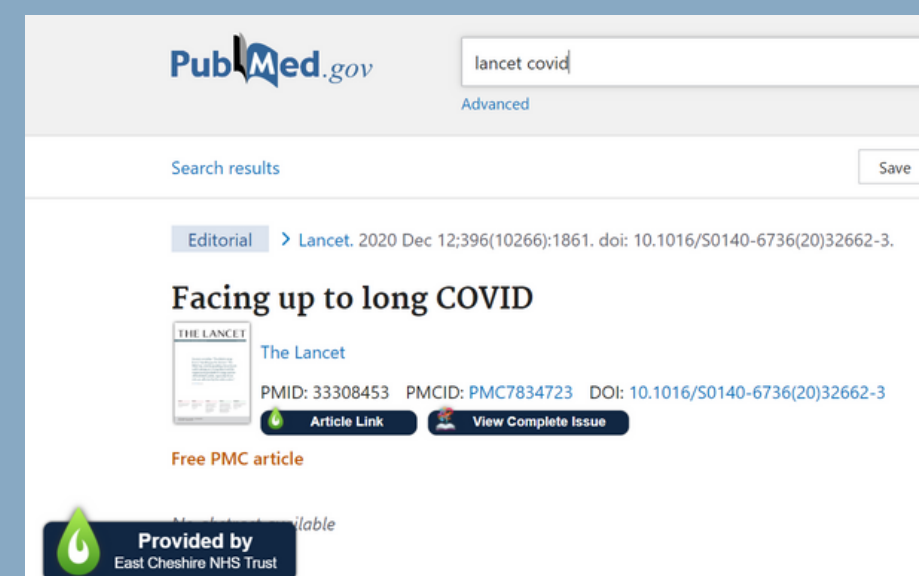 PubMed.gov
lancet covid
Advanced
Search results
Save
Editorial > Lancet. 2020 Dec 12;396(10266):1861. doi: 10.1016/S0140-6736(20)32662-3.
Facing up to long COVID
THE LANCET
The Lancet
PMID: 33308453 PMCID: PMC7834723 DOI: 10.1016/S0140-6736(20)32662-3
Article Link View Complete Issue
Free PMC article
Provided by
East Cheshire NHS Trust